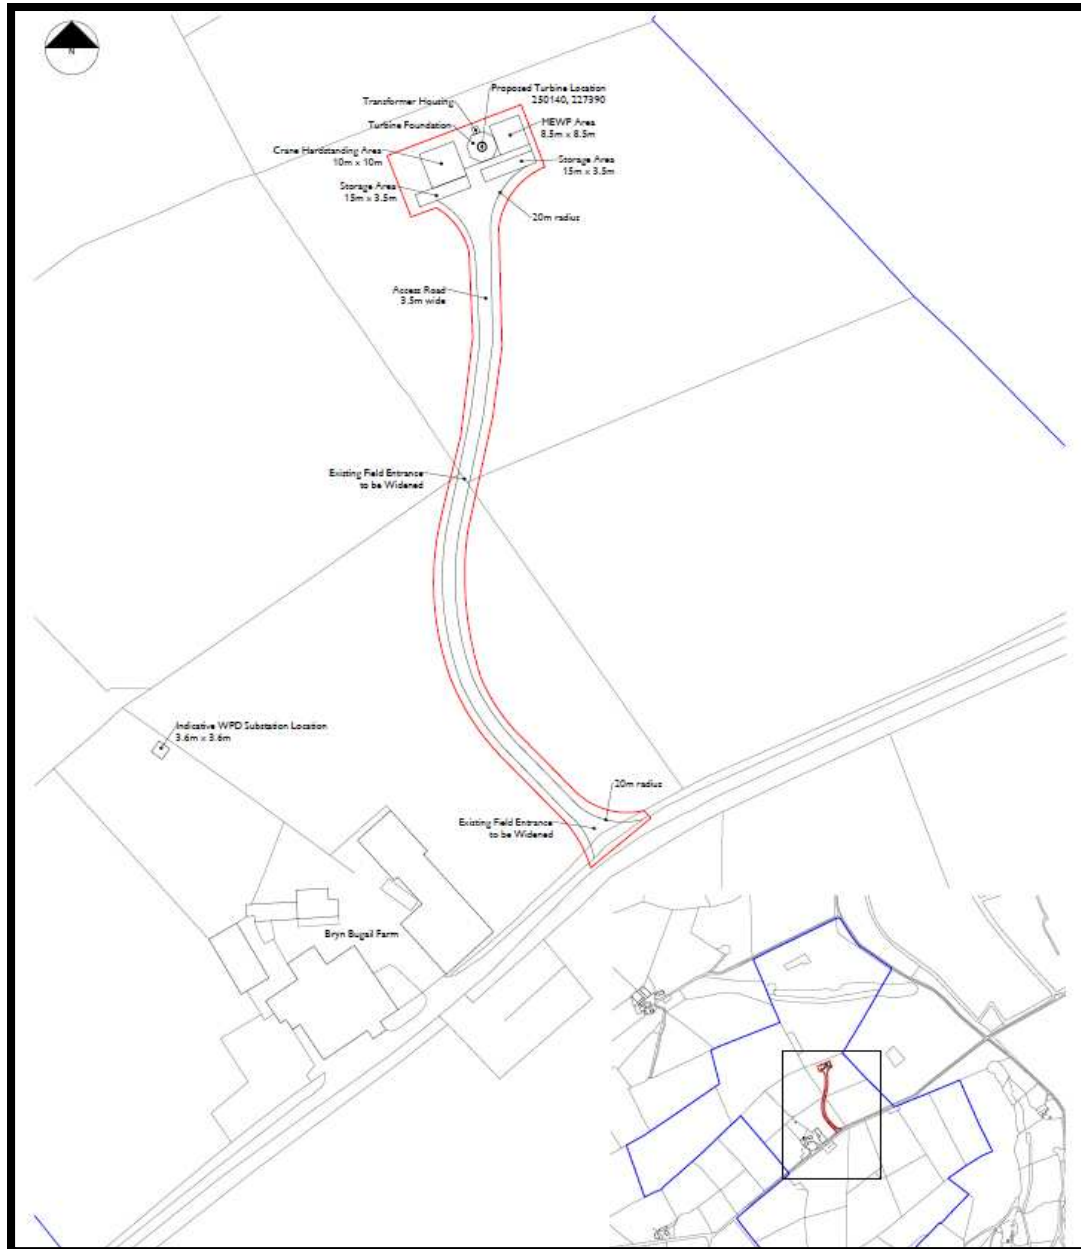 N
Proposed Turbine Location
250140, 227390
Transformer Housing
Turbine Foundation
MEWP Area
8.5m x 8.5m
Crane Hardstanding Area
10m x 10m
Storage Area
15m x 3.5m
Storage Area
15m x 3.5m
20m radius
Access Road
3.5m wide
Existing Field Entrance
to be Widened
Indicative WPD Substation Location
3.6m x 3.6m
20m radius
Existing Field Entrance
to be Widened
Bryn Bugail Farm